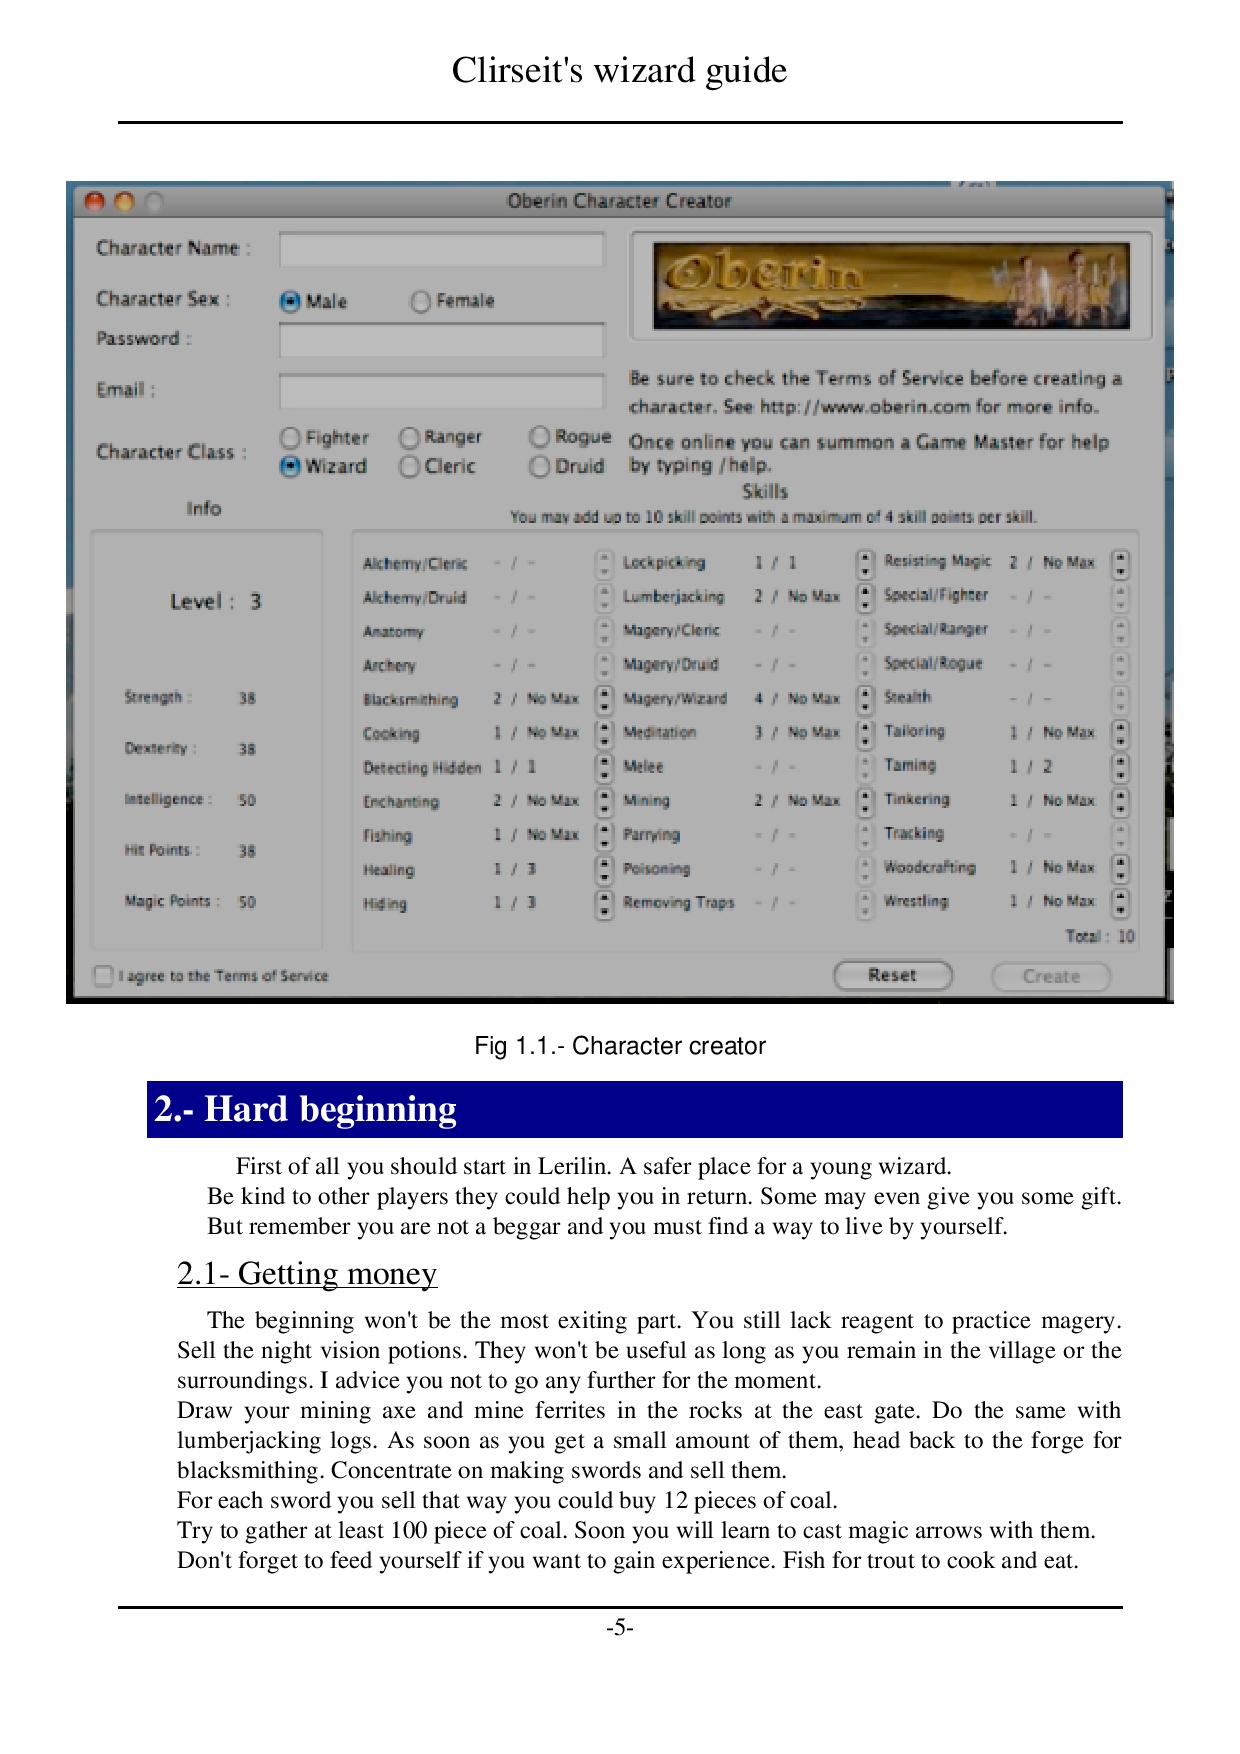 Clirseit's wizard guide
Oberin Character Creator
Character Name :
Oberin
Character Sex : Male Female
Password :
Email :
Be sure to check the Terms of Service before creating a
character. See http://www.oberin.com for more info.
Character Class : Fighter Ranger Rogue
Wizard Cleric Druid
Once online you can summon a Game Master for help
by typing /help.
Info
Skills
You may add up to 10 skill points with a maximum of 4 skill points per skill.
Level : 3
Strength : 38
Dexterity : 38
Intelligence : 50
Hit Points : 38
Magic Points : 50
Alchemy/Cleric - / - Lockpicking 1 / 1 Resisting Magic 2 / No Max
Alchemy/Druid - / - Lumberjacking 2 / No Max Special/Fighter - / -
Anatomy - / - Magery/Cleric - / - Special/Ranger - / -
Archery - / - Magery/Druid - / - Special/Rogue - / -
Blacksmithing 2 / No Max Magery/Wizard 4 / No Max Stealth - / -
Cooking 1 / No Max Meditation 3 / No Max Tailoring 1 / No Max
Detecting Hidden 1 / 1 Melee - / - Taming 1 / 2
Enchanting 2 / No Max Mining 2 / No Max Tinkering 1 / No Max
Fishing 1 / No Max Parrying - / - Tracking - / -
Healing 1 / 3 Poisoning - / - Woodcrafting 1 / No Max
Hiding 1 / 3 Removing Traps - / - Wrestling 1 / No Max
Total : 10
I agree to the Terms of Service Reset Create
Fig 1.1.- Character creator
2.- Hard beginning
First of all you should start in Lerilin. A safer place for a young wizard.
Be kind to other players they could help you in return. Some may even give you some gift.
But remember you are not a beggar and you must find a way to live by yourself.
2.1- Getting money
The beginning won't be the most exiting part. You still lack reagent to practice magery.
Sell the night vision potions. They won't be useful as long as you remain in the village or the
surroundings. I advice you not to go any further for the moment.
Draw your mining axe and mine ferrites in the rocks at the east gate. Do the same with
lumberjacking logs. As soon as you get a small amount of them, head back to the forge for
blacksmithing. Concentrate on making swords and sell them.
For each sword you sell that way you could buy 12 pieces of coal.
Try to gather at least 100 piece of coal. Soon you will learn to cast magic arrows with them.
Don't forget to feed yourself if you want to gain experience. Fish for trout to cook and eat.
-5-